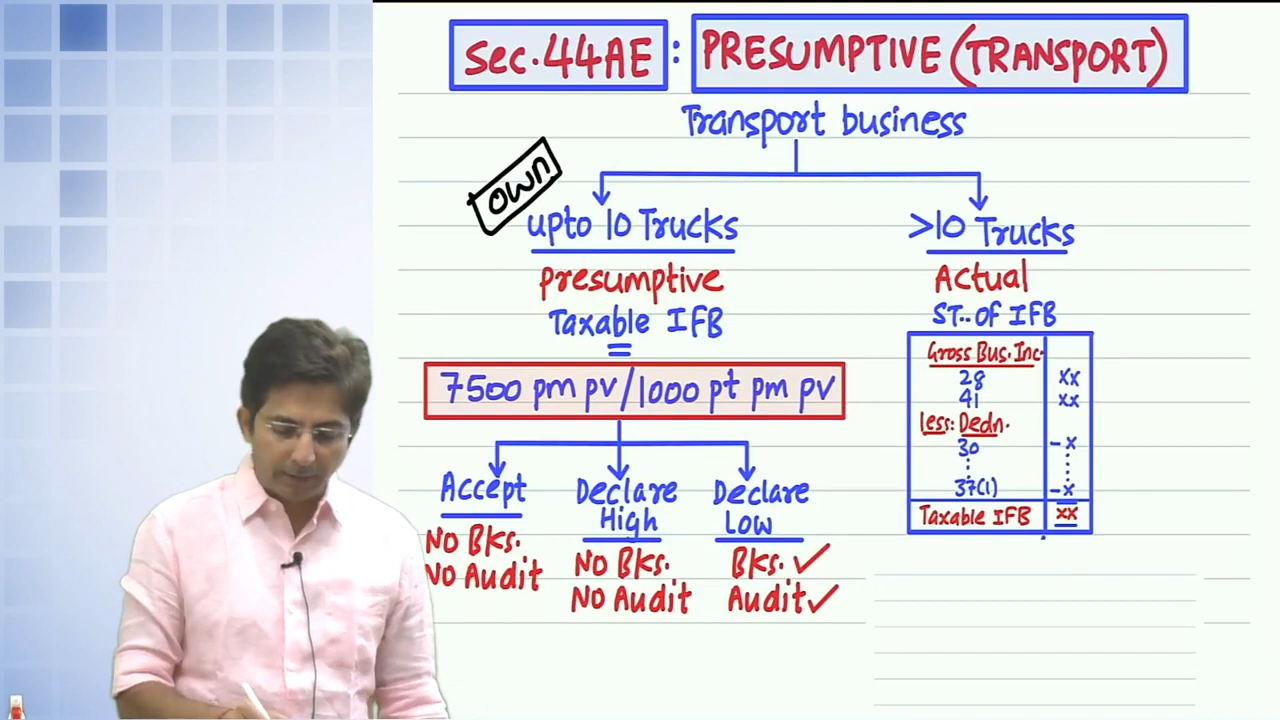 Sec.44AE : PRESUMPTIVE (TRANSPORT)
Transport business
own
upto 10 Trucks
Presumptive
Taxable IFB
=
7500 pm pv/1000 pt pm pv
Accept
No Bks.
No Audit
Declare
High
No Bks.
No Audit
Declare
Low
Bks. ✓
Audit ✓
>10 Trucks
Actual
ST.. OF IFB
Gross Bus. Inc.
28 xx
41 xx
less: Dedn.
30 - x
⋮ ⋮
37(1) - x
Taxable IFB xx